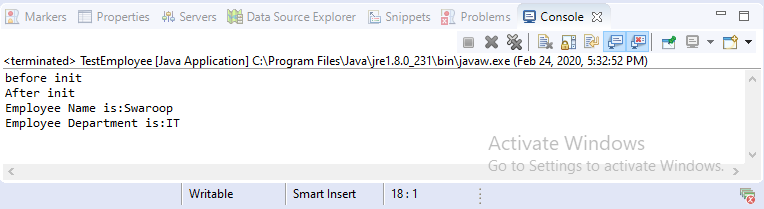 Markers Properties Servers Data Source Explorer Snippets Problems Console
<terminated> TestEmployee [Java Application] C:\Program Files\Java\jre1.8.0_231\bin\javaw.exe (Feb 24, 2020, 5:32:52 PM)
before init
After init
Employee Name is:Swaroop
Employee Department is:IT
Activate Windows
Go to Settings to activate Windows.
Writable Smart Insert 18 : 1